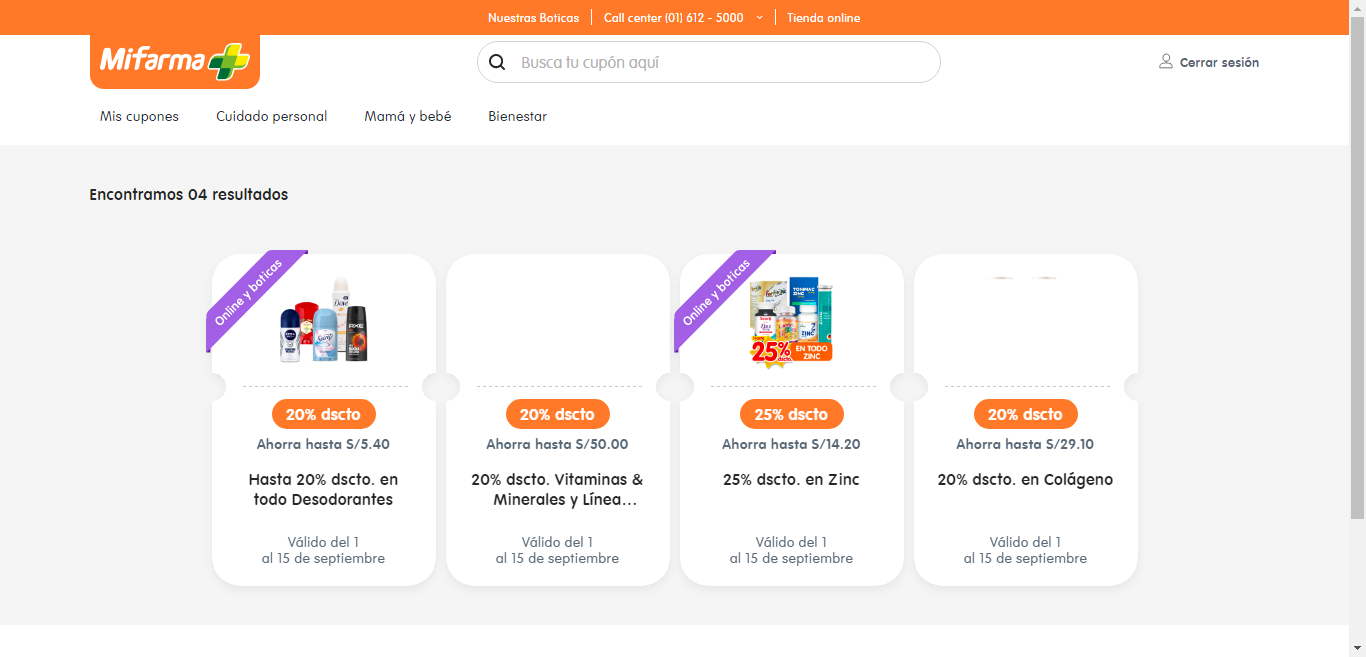 Nuestras Boticas
Call center (01) 612 - 5000
Tienda online
Mifarma
Busca tu cupón aquí
Cerrar sesión
Mis cupones
Cuidado personal
Mamá y bebé
Bienestar
Encontramos 04 resultados
Online y boticas
Dove
AXE
20% dscto
Ahorra hasta S/5.40
Hasta 20% dscto. en
todo Desodorantes
Válido del 1
al 15 de septiembre
20% dscto
Ahorra hasta S/50.00
20% dscto. Vitaminas &
Minerales y Línea...
Válido del 1
al 15 de septiembre
Online y boticas
ZINC
25%
dscto.
EN TODO
ZINC
25% dscto
Ahorra hasta S/14.20
25% dscto. en Zinc
Válido del 1
al 15 de septiembre
20% dscto
Ahorra hasta S/29.10
20% dscto. en Colágeno
Válido del 1
al 15 de septiembre